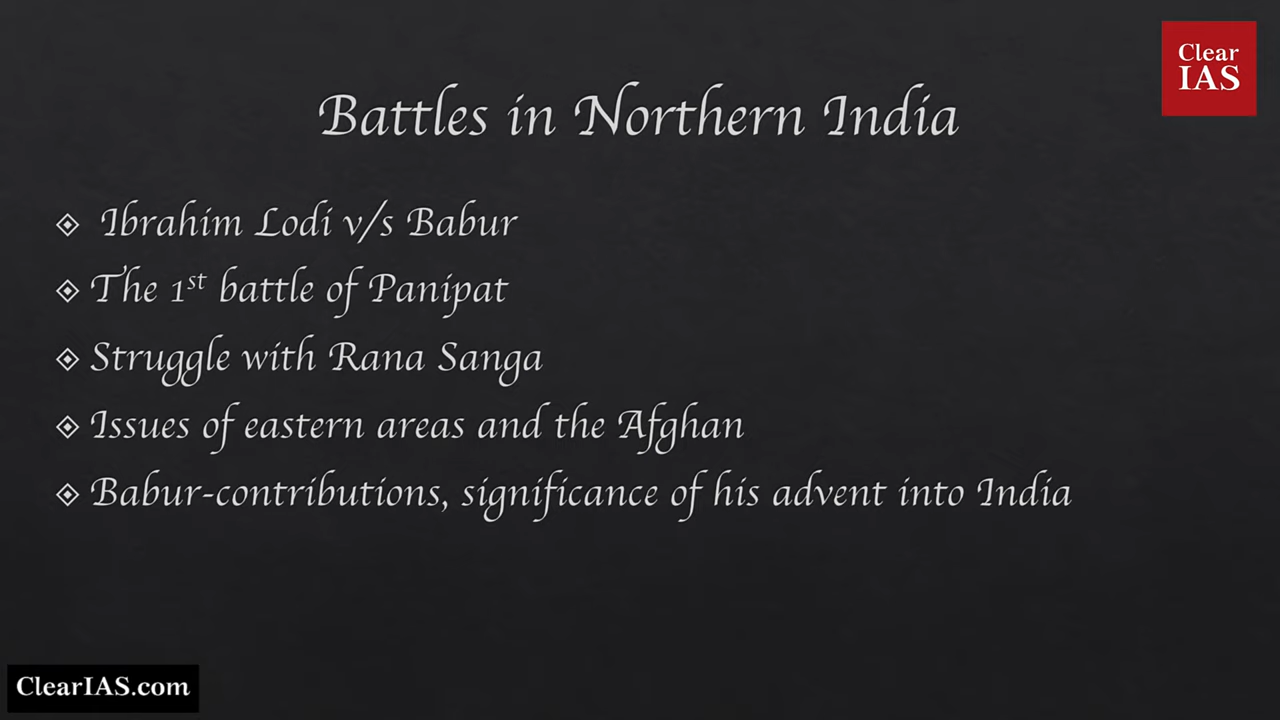 Clear
IAS
Battles in Northern India
Ibrahim Lodi v/s Babur
The 1st battle of Panipat
Struggle with Rana Sanga
Issues of eastern areas and the Afghan
Babur-contributions, significance of his advent into India
ClearIAS.com